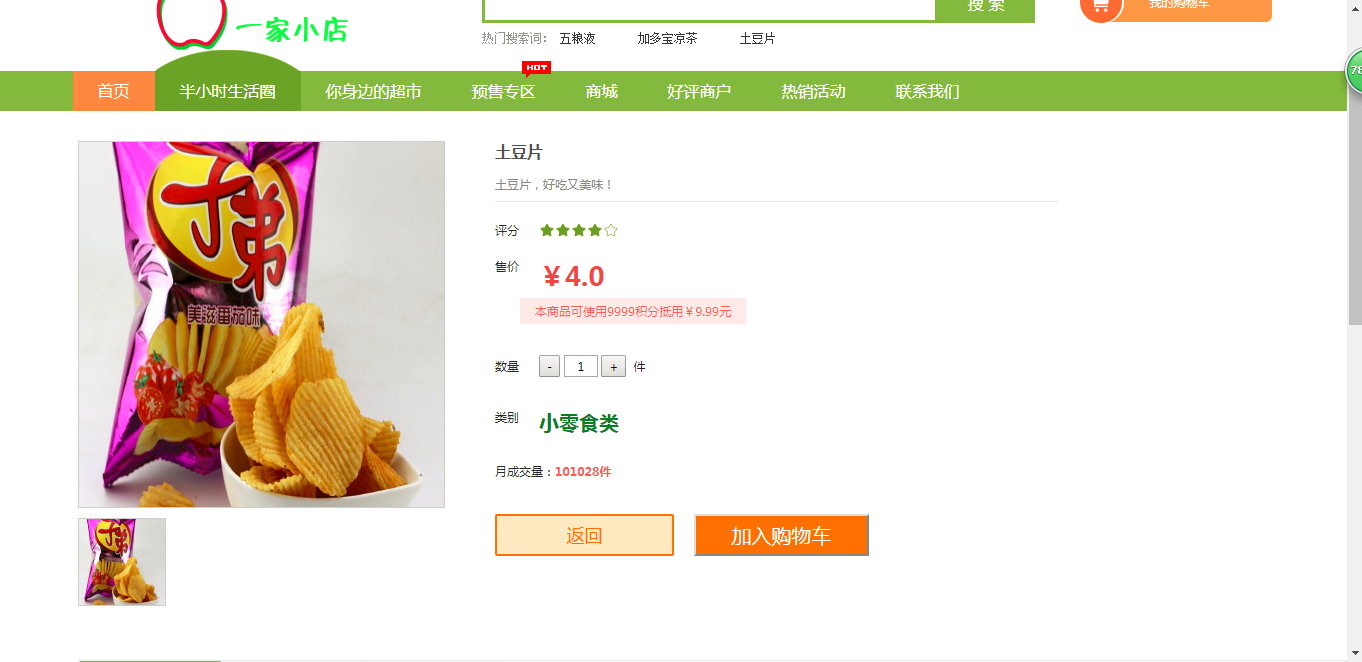 一家小店
搜 索
我的购物车
热门搜索词： 五粮液 加多宝凉茶 土豆片
HOT
首页 半小时生活圈 你身边的超市 预售专区 商城 好评商户 热销活动 联系我们
78
土豆片
土豆片，好吃又美味！
评分
售价 ¥4.0
本商品可使用9999积分抵用¥9.99元
数量 - 1 + 件
类别 小零食类
月成交量：101028件
返回 加入购物车
美滋番茄味